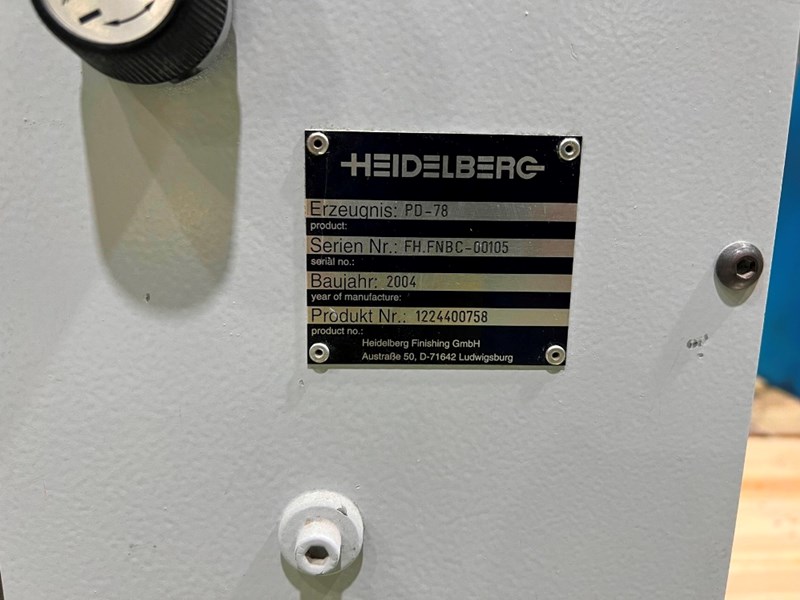 HEIDELBERG
Erzeugnis: PD-78
product:
Serien Nr.: FH.FNBC-00105
serial no.:
Baujahr: 2004
year of manufacture:
Produkt Nr.: 1224400758
product no.:
Heidelberg Finishing GmbH
Austraße 50, D-71642 Ludwigsburg